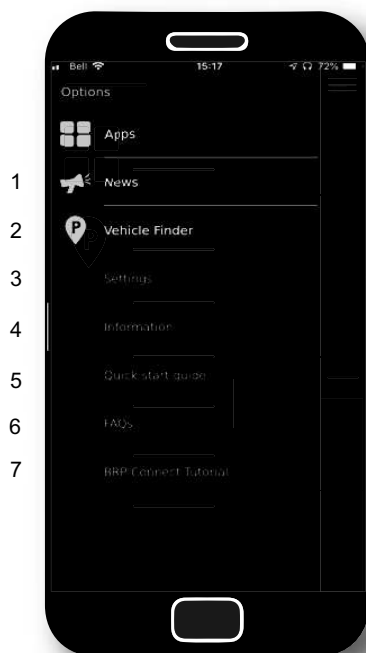 Bell 15:17 72%
Options
Apps
1 News
2 P Vehicle Finder
3 Settings
4 Information
5 Quick start guide
6 FAQs
7 BRP Connect Tutorial